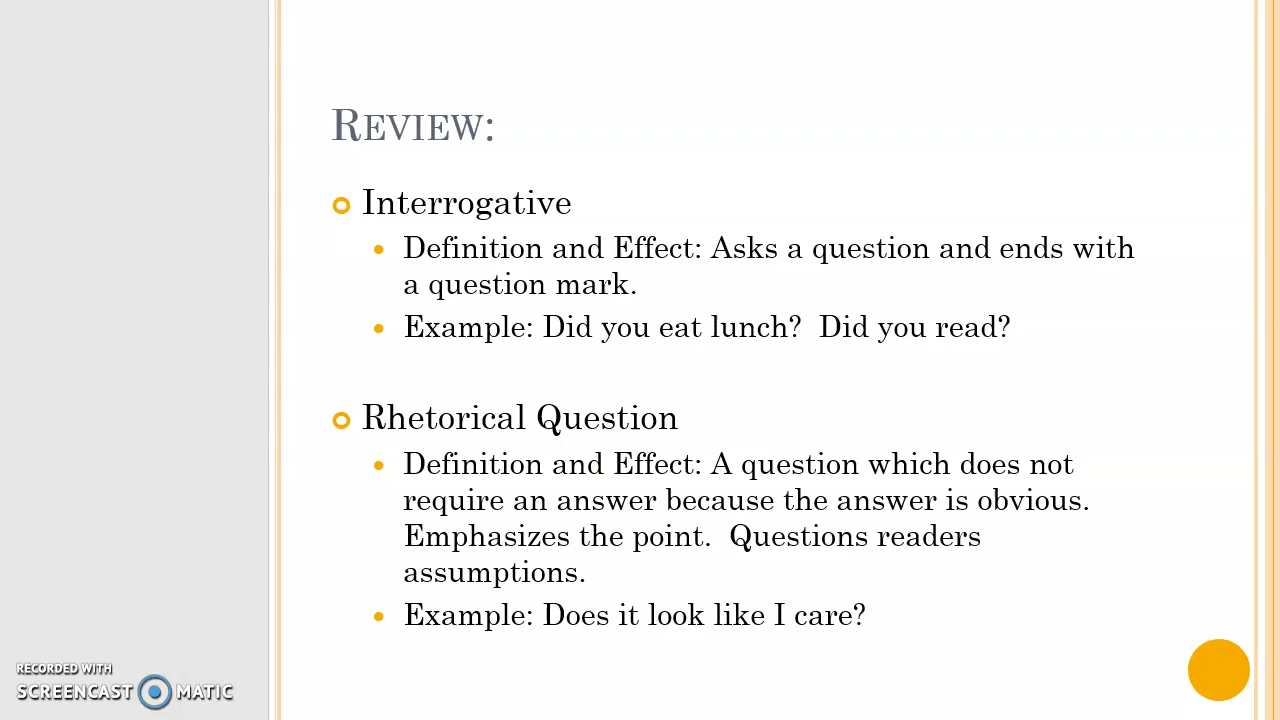 REVIEW:
Interrogative
Definition and Effect: Asks a question and ends with
a question mark.
Example: Did you eat lunch?  Did you read?
Rhetorical Question
Definition and Effect: A question which does not
require an answer because the answer is obvious.
Emphasizes the point.  Questions readers
assumptions.
Example: Does it look like I care?
RECORDED WITH
SCREENCAST MATIC